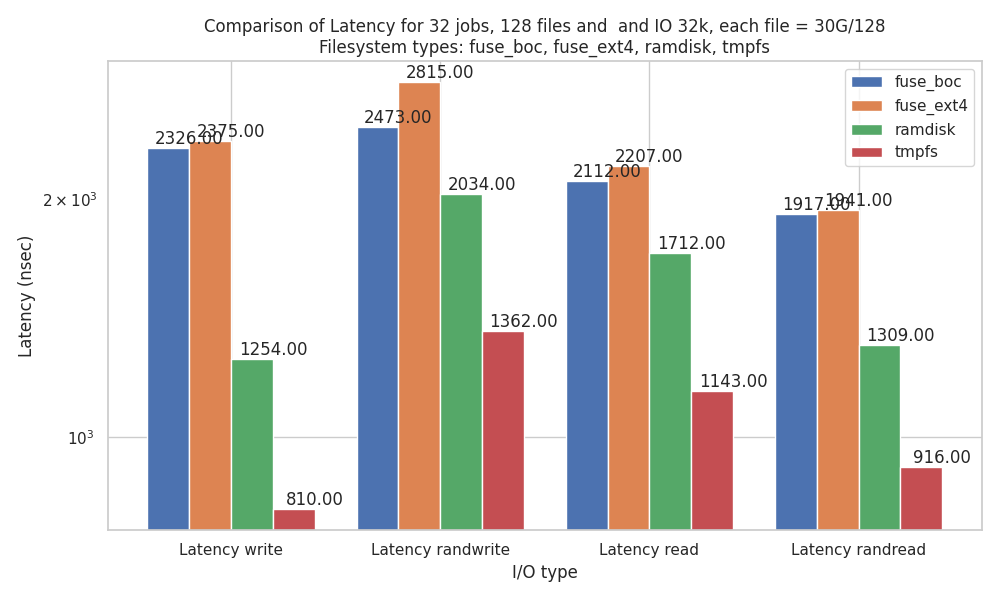 Comparison of Latency for 32 jobs, 128 files and  and IO 32k, each file = 30G/128
Filesystem types: fuse_boc, fuse_ext4, ramdisk, tmpfs
fuse_boc
fuse_ext4
ramdisk
tmpfs
Latency (nsec)
2 × 10³
10³
2326.00
2375.00
1254.00
810.00
2473.00
2815.00
2034.00
1362.00
2112.00
2207.00
1712.00
1143.00
1917.00
1941.00
1309.00
916.00
Latency write
Latency randwrite
Latency read
Latency randread
I/O type